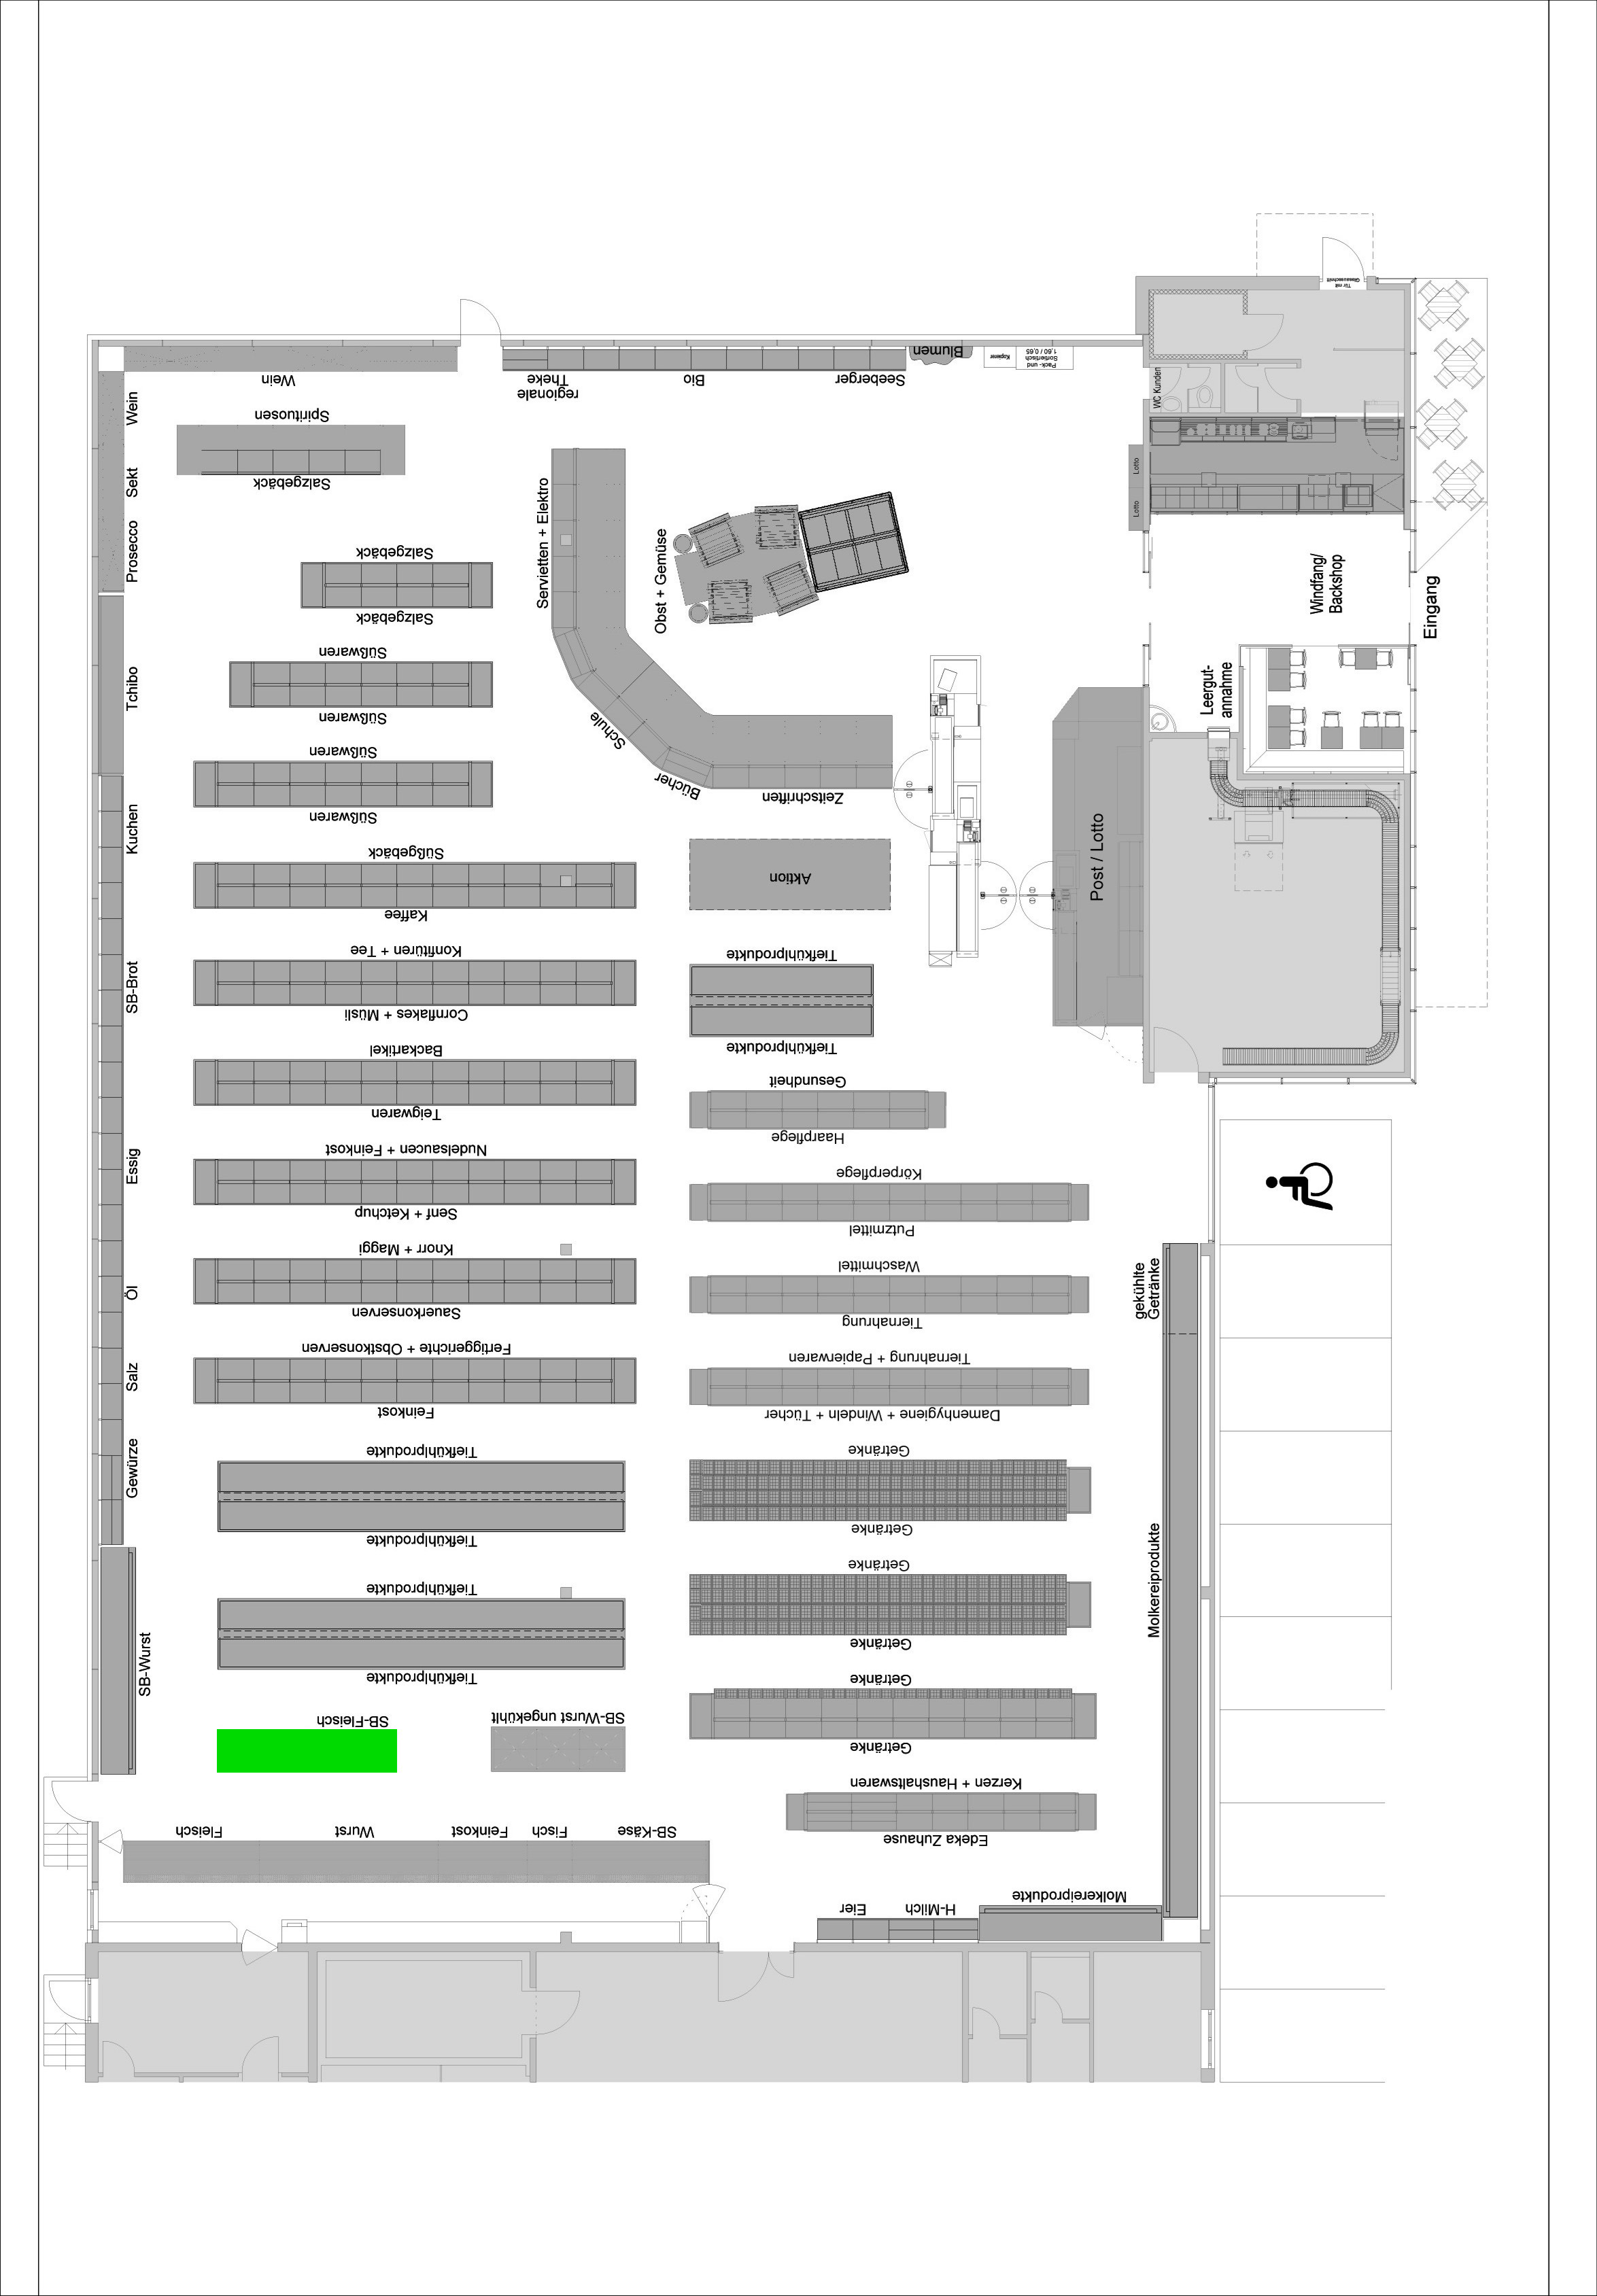 Tür mit
Glasausschnitt
Wein
regionale
Theke
Bio
Seeberger
Blumen
Kopierer
Pack- und
Sortiertisch
1.60 / 0.65
WC Kunden
Wein
Sekt
Prosecco
Spirituosen
Salzgebäck
Lotto
Lotto
Servietten + Elektro
Obst + Gemüse
Salzgebäck
Salzgebäck
Windfang/
Backshop
Eingang
Tchibo
Süßwaren
Süßwaren
Schule
Bücher
Zeitschriften
Leergut-
annahme
Süßwaren
Süßwaren
Kuchen
Süßgebäck
Kaffee
Aktion
Post / Lotto
SB-Brot
Konfitüren + Tee
Cornflakes + Müsli
Tiefkühlprodukte
Tiefkühlprodukte
Backartikel
Teigwaren
Gesundheit
Haarpflege
Essig
Nudelsaucen + Feinkost
Senf + Ketchup
Körperpflege
Putzmittel
Öl
Knorr + Maggi
Sauerkonserven
Waschmittel
Tiernahrung
gekühlte
Getränke
Salz
Fertiggerichte + Obstkonserven
Feinkost
Tiernahrung + Papierwaren
Damenhygiene + Windeln + Tücher
Gewürze
Tiefkühlprodukte
Tiefkühlprodukte
Getränke
Getränke
SB-Wurst
Tiefkühlprodukte
Tiefkühlprodukte
Getränke
Getränke
Molkereiprodukte
SB-Fleisch
SB-Wurst ungekühlt
Getränke
Getränke
Kerzen + Haushaltswaren
Edeka Zuhause
Fleisch
Wurst
Feinkost
Fisch
SB-Käse
Eier
H-Milch
Molkereiprodukte